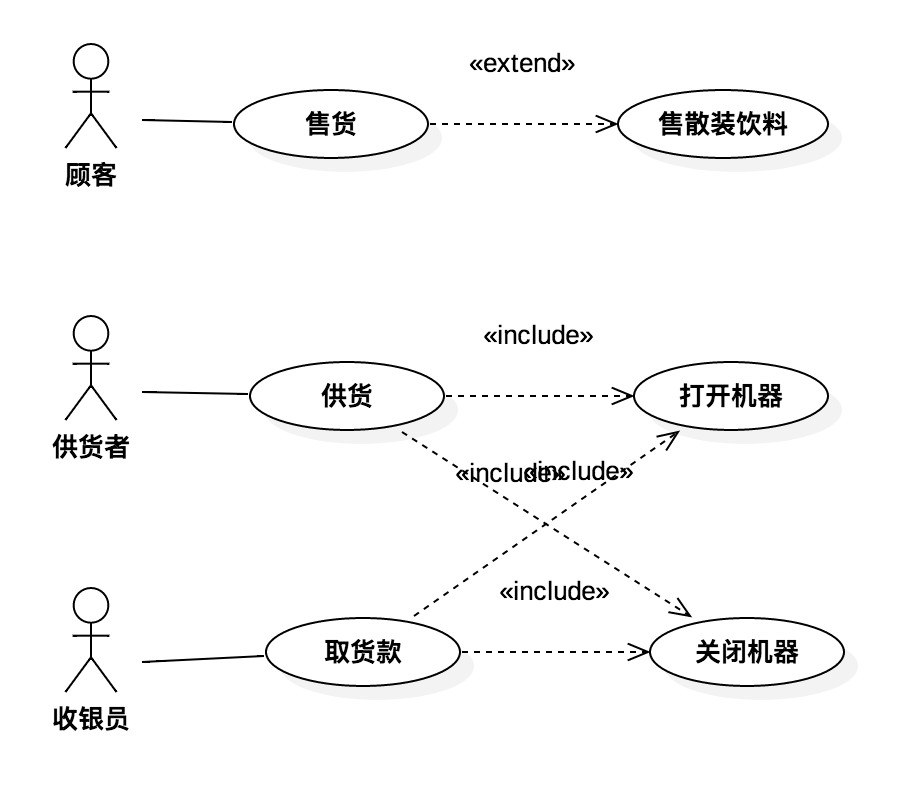 «extend»
售货
售散装饮料
顾客
«include»
供货
打开机器
供货者
«include»
«include»
«include»
取货款
关闭机器
收银员